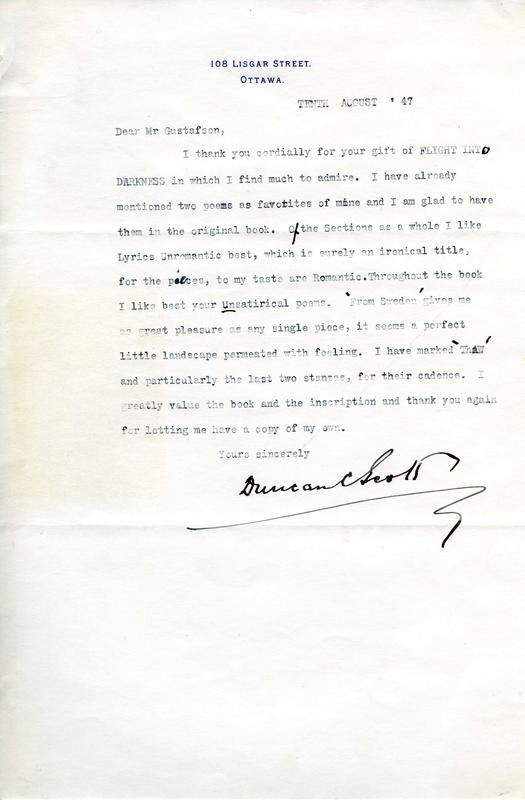 108 Lisgar Street,
Ottawa.
TENTH AUGUST ' 47
Dear Mr Gustafson,
I thank you cordially for your gift of FLIGHT INTO
DARKNESS in which I find much to admire. I have already
mentioned two poems as favorites of mine and I am glad to have
them in the original book. Of the Sections as a whole I like
Lyrics Unromantic best, which is surely an ironical title,
for the pieces, to my taste are Romantic.Throughout the book
I like best your Unsatirical poems. 'From Sweden' gives me
as great pleasure as any single piece, it seems a perfect
little landscape permeated with feeling. I have marked 'ThaW'
and particularly the last two stanzas, for their cadence. I
greatly value the book and the inscription and thank you again
for letting me have a copy of my own.
Yours sincerely
Duncan C Scott